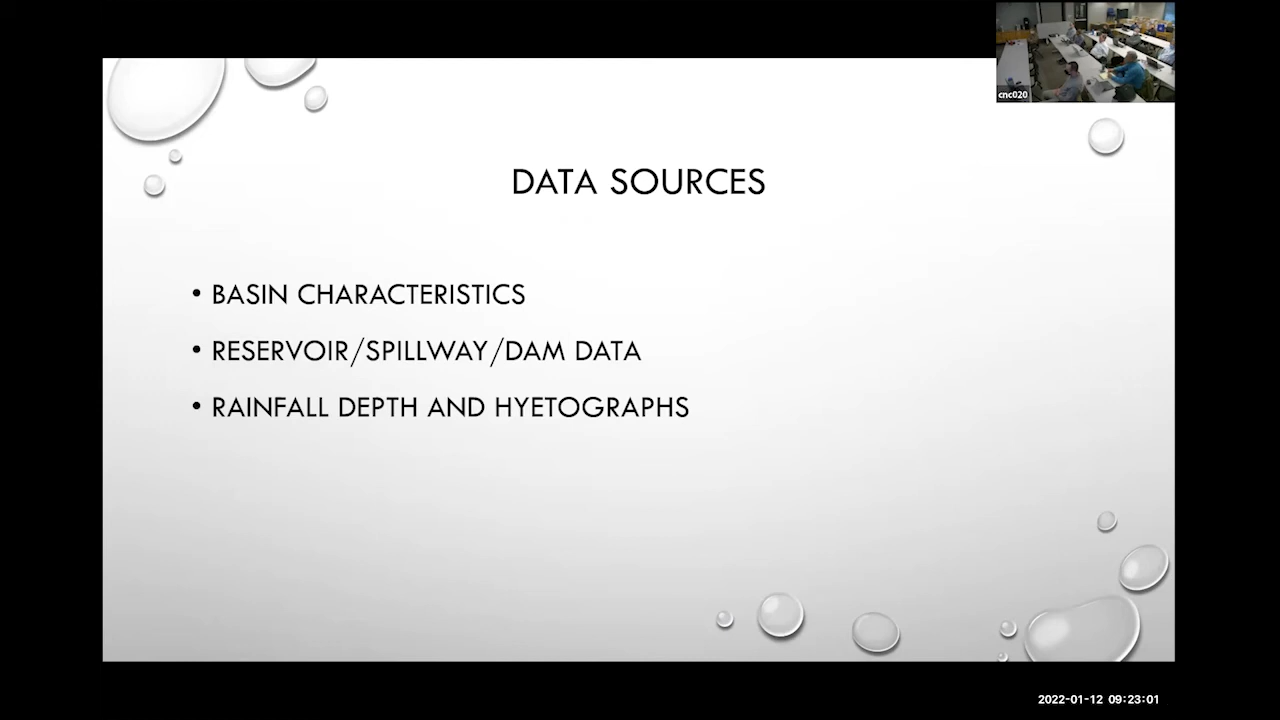 cnc020
DATA SOURCES
• BASIN CHARACTERISTICS
• RESERVOIR/SPILLWAY/DAM DATA
• RAINFALL DEPTH AND HYETOGRAPHS
2022-01-12 09:23:01